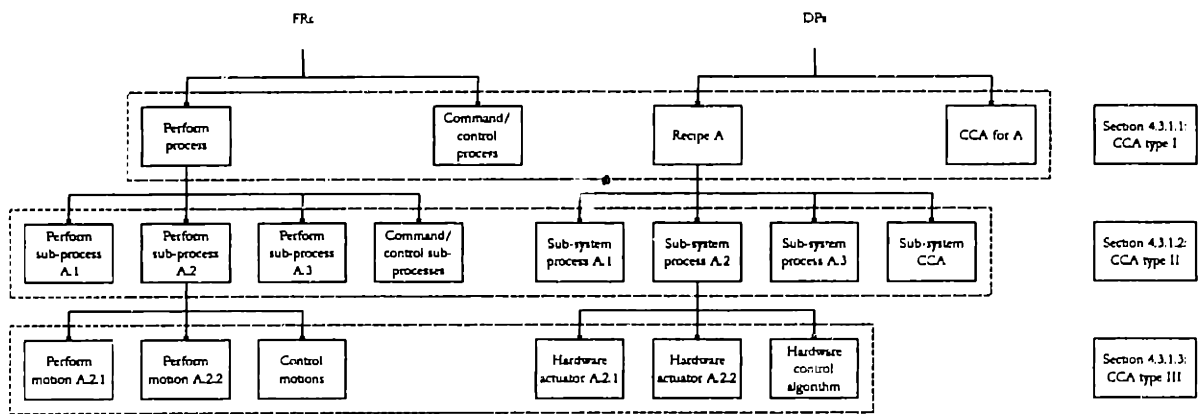 FRs
DPs
Perform
process
Command/
control
process
Recipe A
CCA for A
Section 4.3.1.1:
CCA type I
Perform
sub-process
A.1
Perform
sub-process
A.2
Perform
sub-process
A.3
Command/
control sub-
processes
Sub-system
process A.1
Sub-system
process A.2
Sub-system
process A.3
Sub-system
CCA
Section 4.3.1.2:
CCA type II
Perform
motion A.2.1
Perform
motion A.2.2
Control
motions
Hardware
actuator A.2.1
Hardware
actuator A.2.2
Hardware
control
algorithm
Section 4.3.1.3:
CCA type III